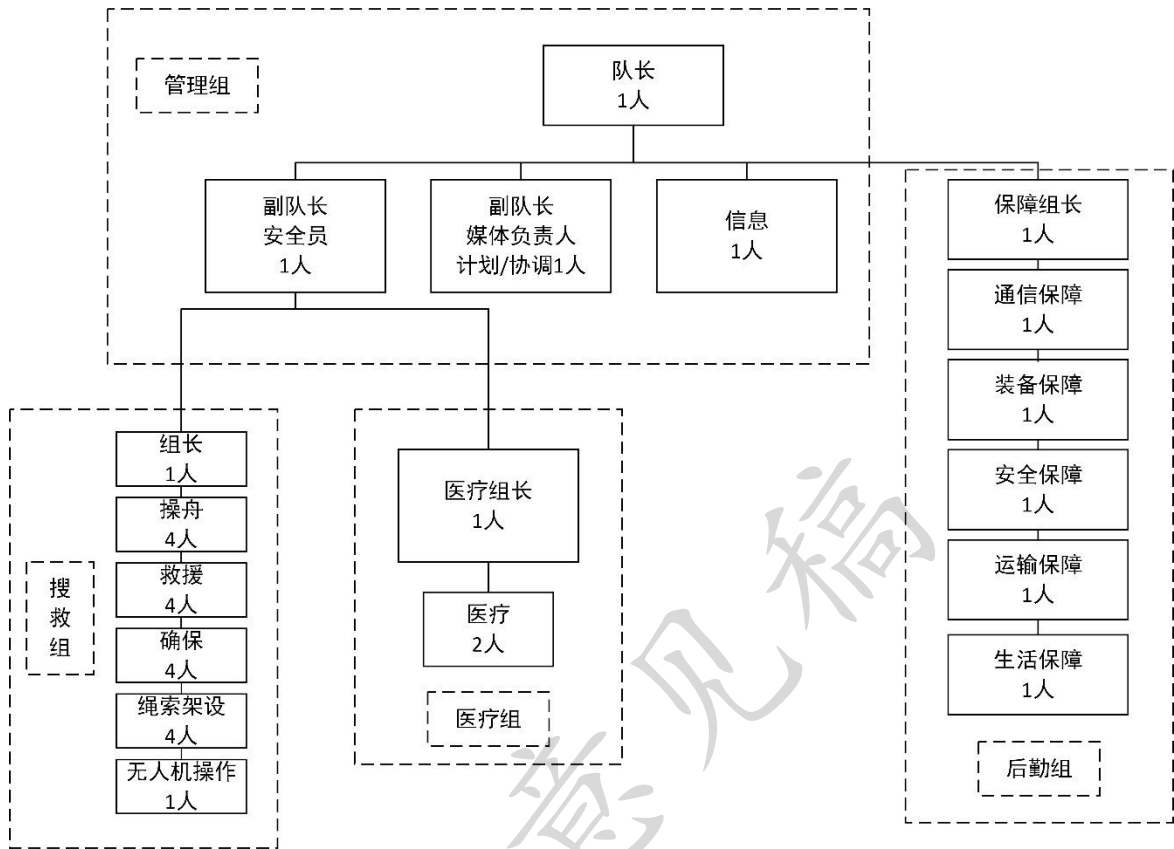 管理组
队长
1人
副队长
安全员
1人
副队长
媒体负责人
计划/协调1人
信息
1人
保障组长
1人
通信保障
1人
装备保障
1人
安全保障
1人
运输保障
1人
生活保障
1人
后勤组
搜
救
组
组长
1人
操舟
4人
救援
4人
确保
4人
绳索架设
4人
无人机操作
1人
医疗组长
1人
医疗
2人
医疗组
意见稿